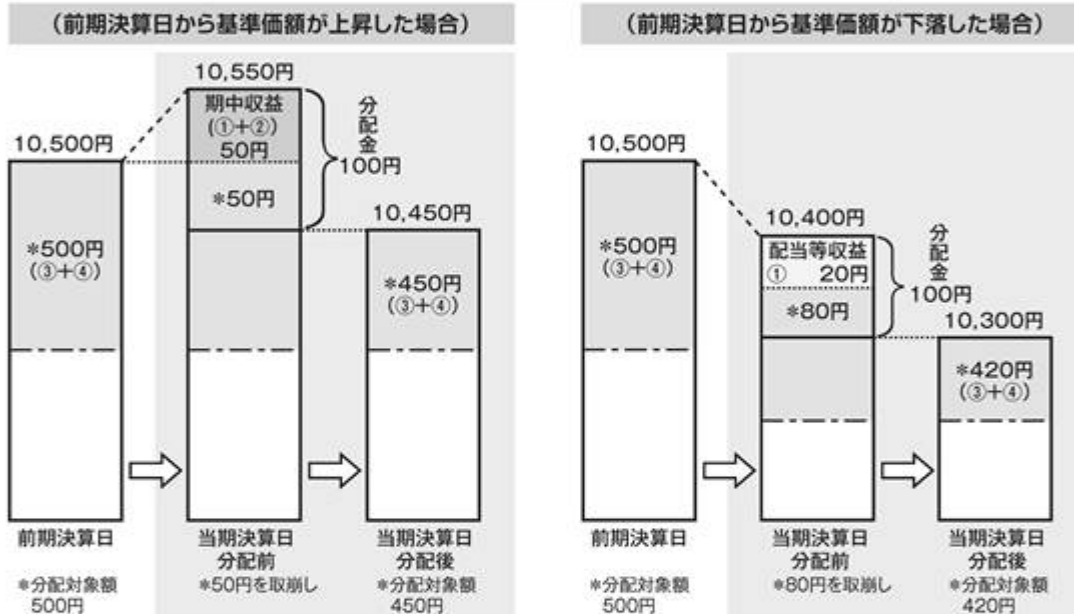 （前期決算日から基準価額が上昇した場合）
10,500円
＊500円
（③＋④）
前期決算日
＊分配対象額
500円
10,550円
期中収益
（①＋②）
50円
＊50円
分配金
100円
当期決算日
分配前
＊50円を取崩し
10,450円
＊450円
（③＋④）
当期決算日
分配後
＊分配対象額
450円
（前期決算日から基準価額が下落した場合）
10,500円
＊500円
（③＋④）
前期決算日
＊分配対象額
500円
10,400円
配当等収益
① 20円
＊80円
分配金
100円
当期決算日
分配前
＊80円を取崩し
10,300円
＊420円
（③＋④）
当期決算日
分配後
＊分配対象額
420円